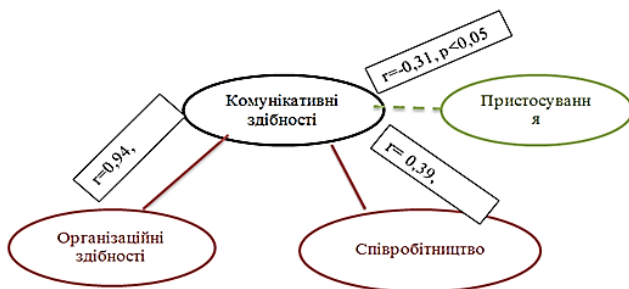 r=-0,31, p<0,05
Комунікативні
здібності
Пристосуванн
я
r=0,94,
r= 0,39,
Організаційні
здібності
Співробітництво